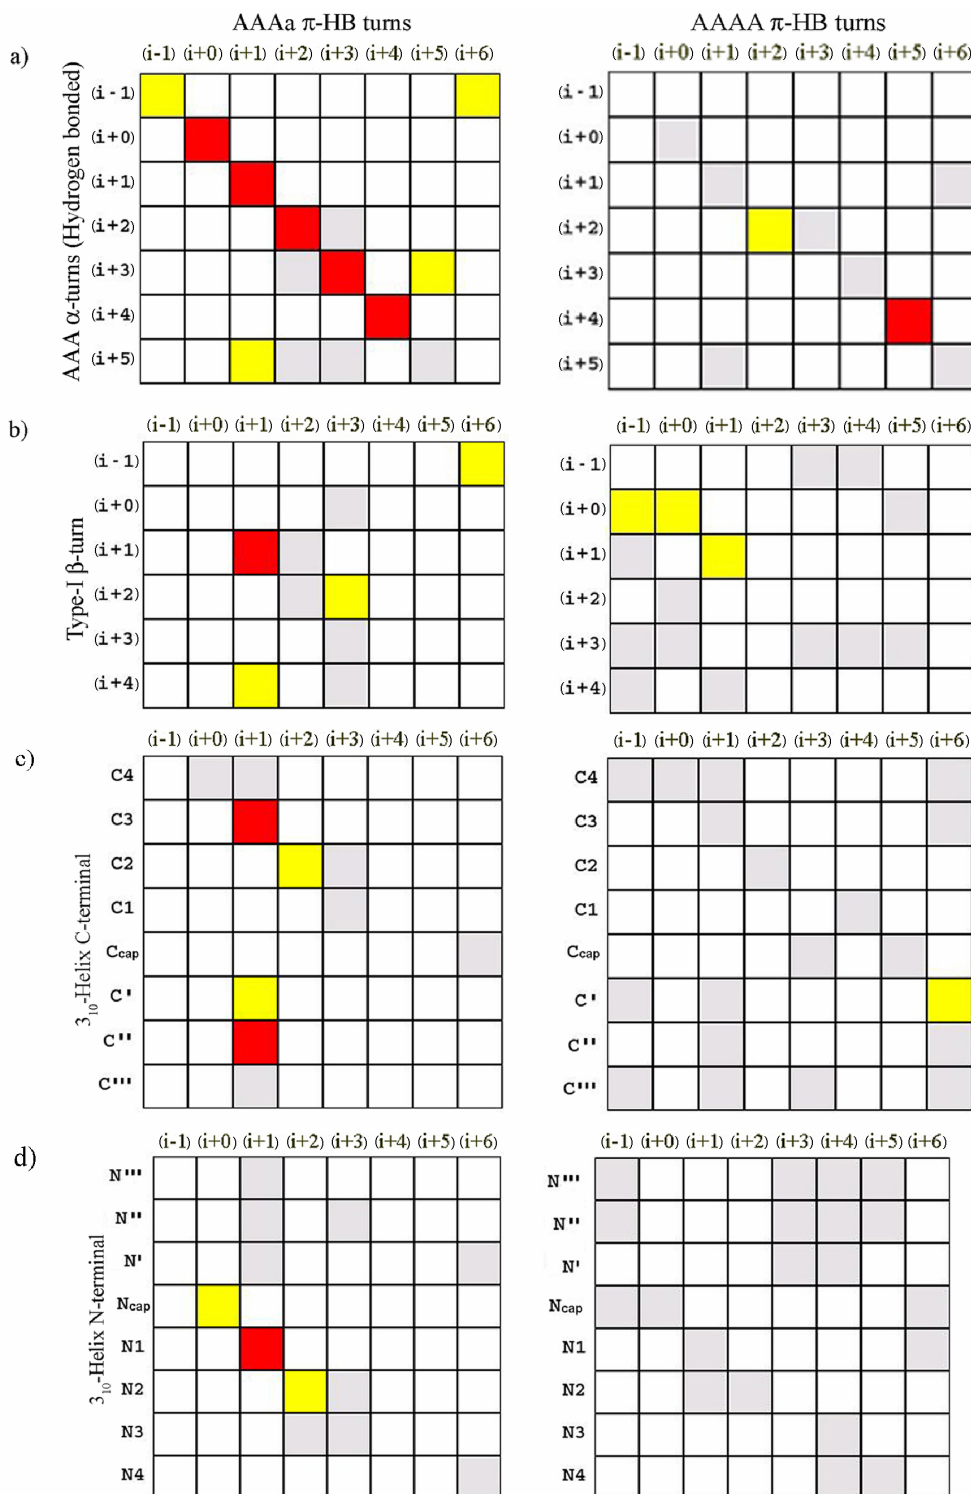 AAAa π-HB turns
AAAA π-HB turns
a)
(i-1) (i+0) (i+1) (i+2) (i+3) (i+4) (i+5) (i+6)
(i-1) (i+0) (i+1) (i+2) (i+3) (i+4) (i+5) (i+6)
AAA α-turns (Hydrogen bonded)
(i-1)
(i+0)
(i+1)
(i+2)
(i+3)
(i+4)
(i+5)
(i-1)
(i+0)
(i+1)
(i+2)
(i+3)
(i+4)
(i+5)
b)
(i-1) (i+0) (i+1) (i+2) (i+3) (i+4) (i+5) (i+6)
(i-1) (i+0) (i+1) (i+2) (i+3) (i+4) (i+5) (i+6)
Type-I β-turn
(i-1)
(i+0)
(i+1)
(i+2)
(i+3)
(i+4)
(i-1)
(i+0)
(i+1)
(i+2)
(i+3)
(i+4)
c)
(i-1) (i+0) (i+1) (i+2) (i+3) (i+4) (i+5) (i+6)
(i-1) (i+0) (i+1) (i+2) (i+3) (i+4) (i+5) (i+6)
3₁₀-Helix C-terminal
C4
C3
C2
C1
Ccap
C'
C''
C'''
C4
C3
C2
C1
Ccap
C'
C''
C'''
d)
(i-1) (i+0) (i+1) (i+2) (i+3) (i+4) (i+5) (i+6)
(i-1) (i+0) (i+1) (i+2) (i+3) (i+4) (i+5) (i+6)
3₁₀-Helix N-terminal
N'''
N''
N'
Ncap
N1
N2
N3
N4
N'''
N''
N'
Ncap
N1
N2
N3
N4